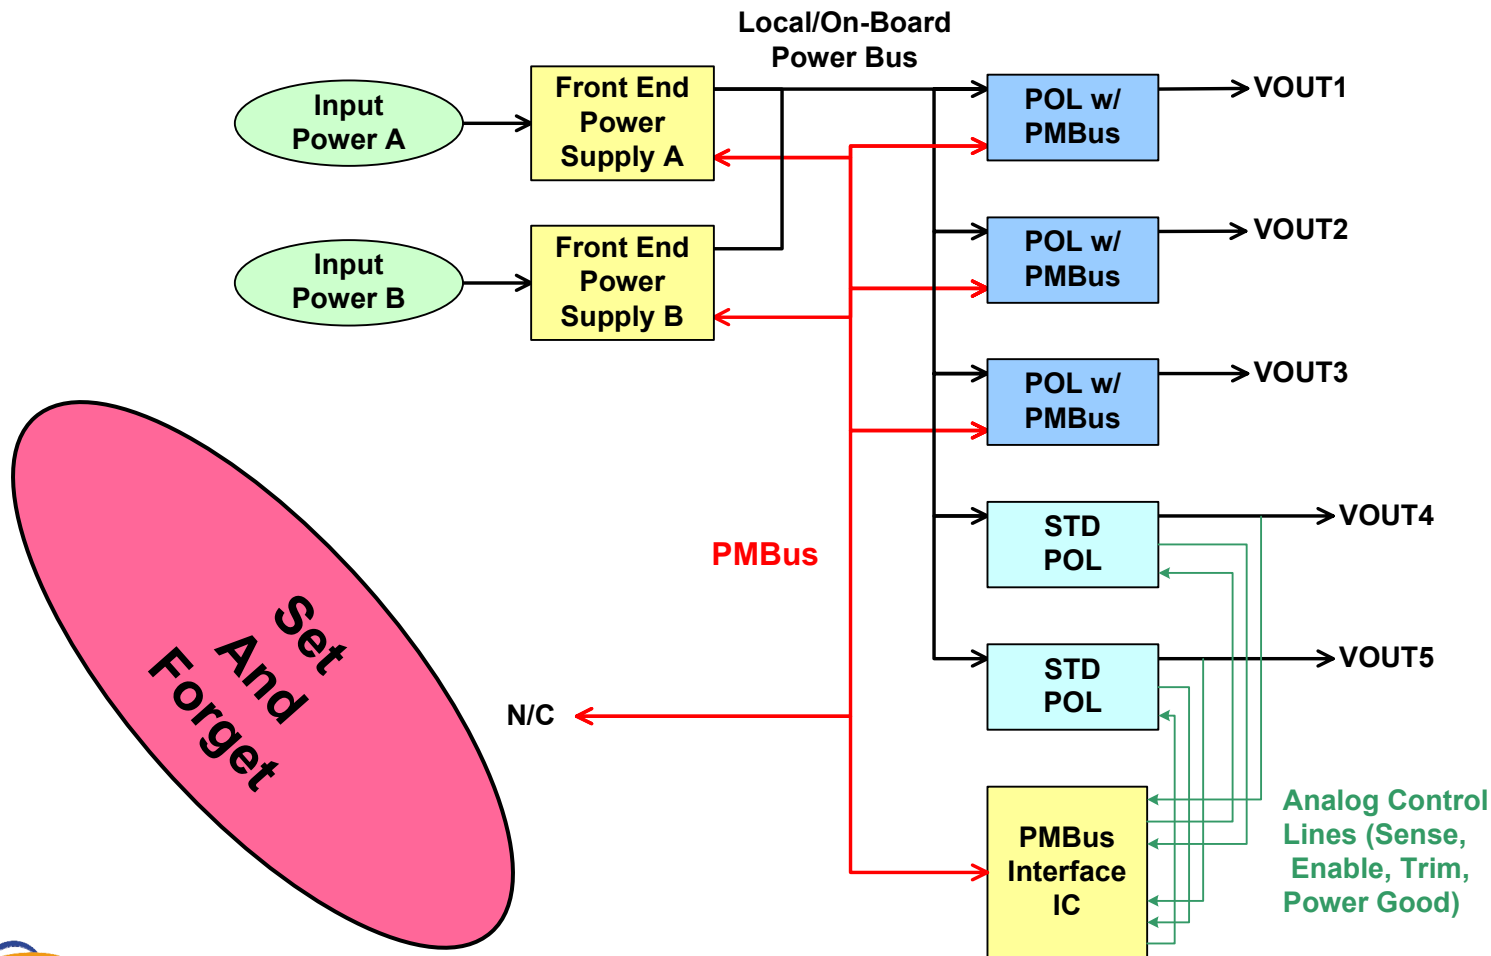 Local/On-Board
Power Bus
Input
Power A
Front End
Power
Supply A
POL w/
PMBus
VOUT1
Input
Power B
Front End
Power
Supply B
POL w/
PMBus
VOUT2
POL w/
PMBus
VOUT3
STD
POL
VOUT4
PMBus
Set
And
Forget
STD
POL
VOUT5
N/C
PMBus
Interface
IC
Analog Control
Lines (Sense,
Enable, Trim,
Power Good)